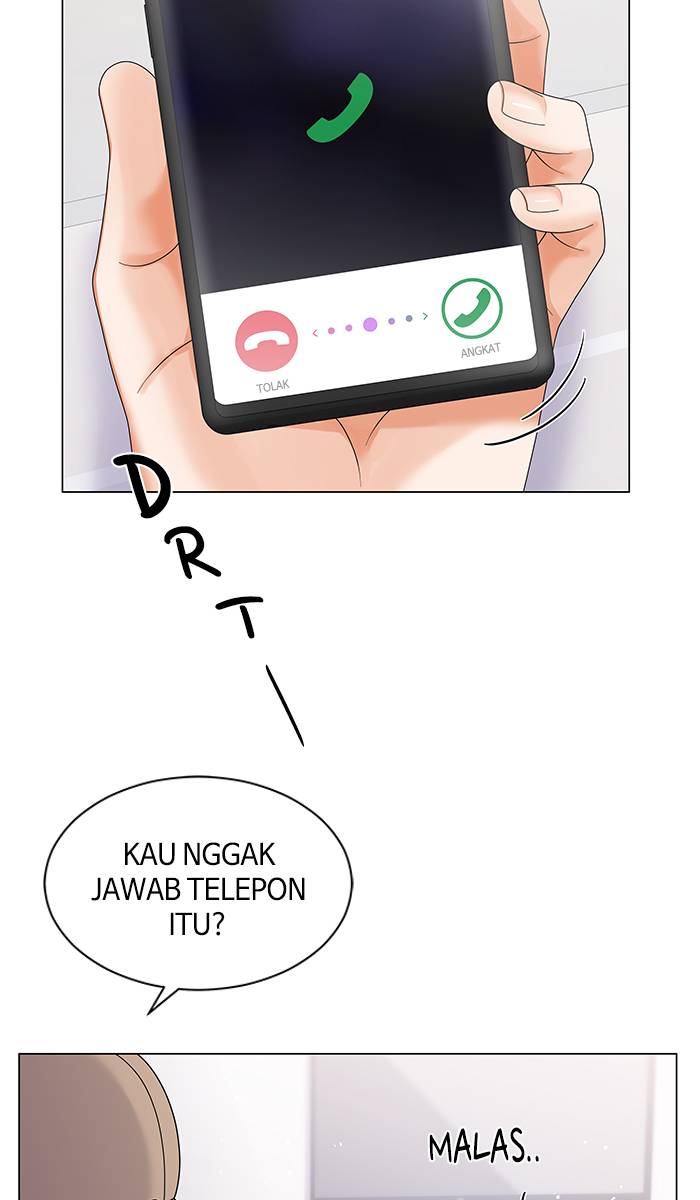 TOLAK
ANGKAT
DRT
KAU NGGAK
JAWAB TELEPON
ITU?
MALAS..